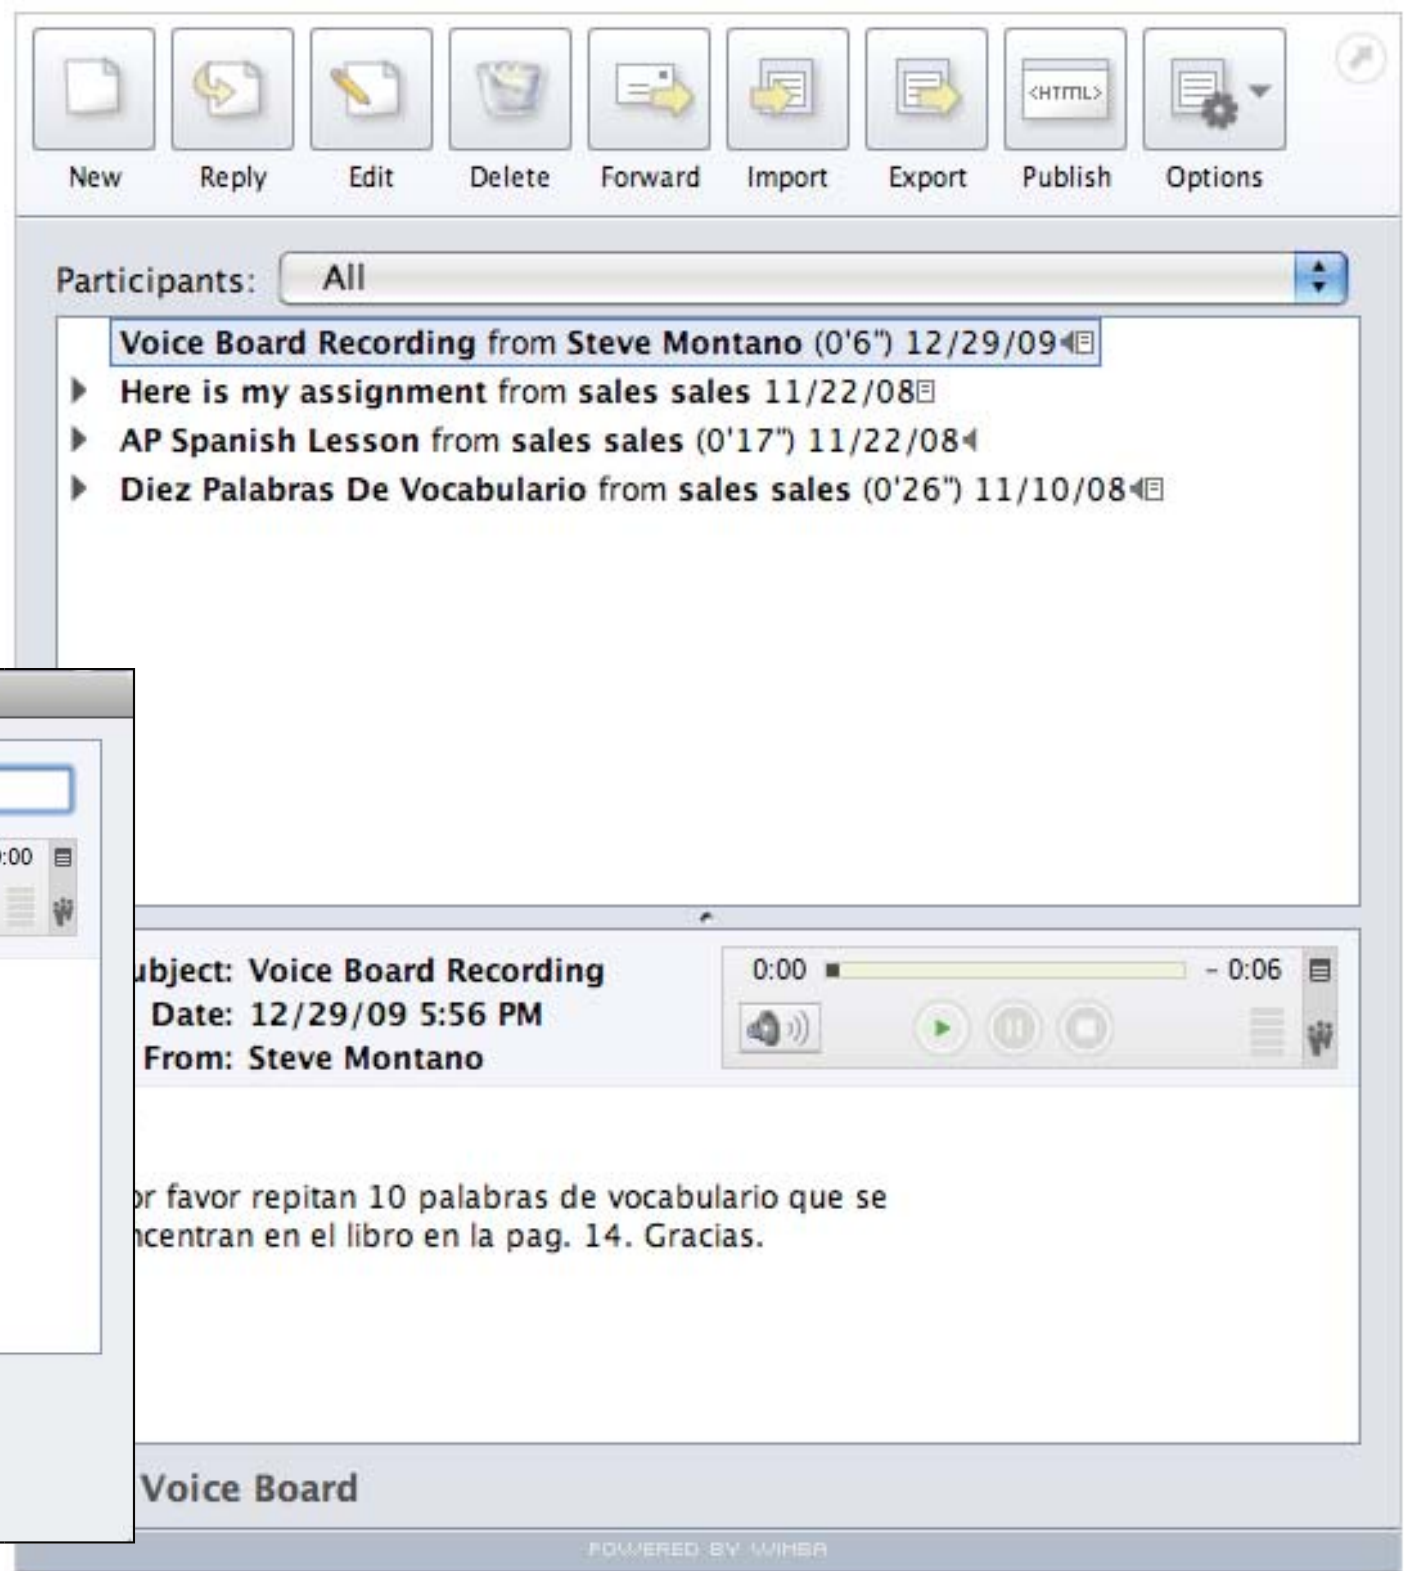 <HTML>
New Reply Edit Delete Forward Import Export Publish Options
Participants: All
Voice Board Recording from Steve Montano (0'6") 12/29/09
Here is my assignment from sales sales 11/22/08
AP Spanish Lesson from sales sales (0'17") 11/22/08
Diez Palabras De Vocabulario from sales sales (0'26") 11/10/08
:00
ubject: Voice Board Recording
0:00 - 0:06
Date: 12/29/09 5:56 PM
From: Steve Montano
or favor repitan 10 palabras de vocabulario que se
ncentran en el libro en la pag. 14. Gracias.
Voice Board
POWERED BY WIMBA